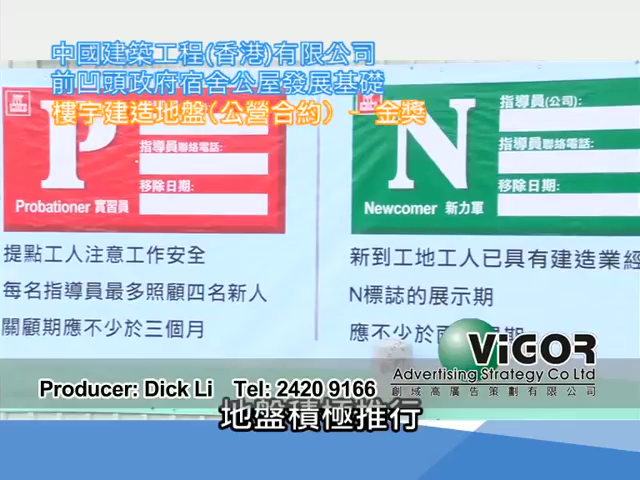 中國建築工程(香港)有限公司
前凹頭政府宿舍公屋發展基礎
樓宇建造地盤(公營合約) – 金獎
P
指導員聯絡電話:
移除日期:
Probationer 實習員
提點工人注意工作安全
每名指導員最多照顧四名新人
關顧期應不少於三個月
N
指導員(公司):
指導員聯絡電話:
移除日期:
Newcomer 新力軍
新到工地工人已具有建造業經
N標誌的展示期
應不少於
期
ViGOR
Advertising Strategy Co Ltd
創域高廣告策劃有限公司
Producer: Dick Li Tel: 2420 9166
地盤積極推行